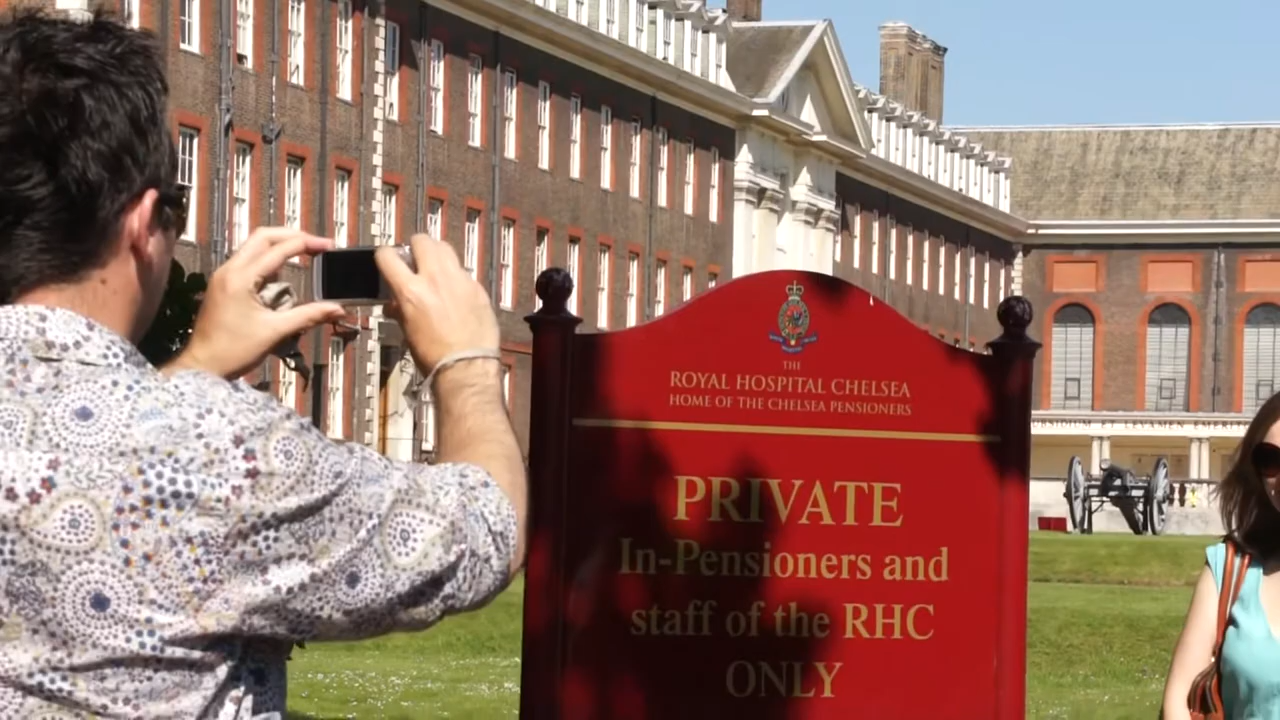 THE
ROYAL HOSPITAL CHELSEA
HOME OF THE CHELSEA PENSIONERS
PRIVATE
In-Pensioners and
staff of the RHC
ONLY